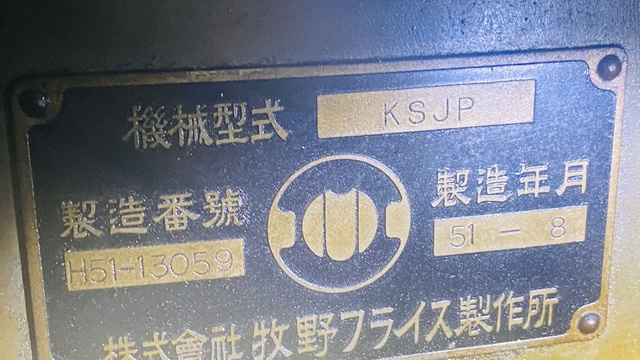 機械型式 KSJP
製造番號
H51-13059
製造年月
51 - 8
株式會社 牧野フライス製作所